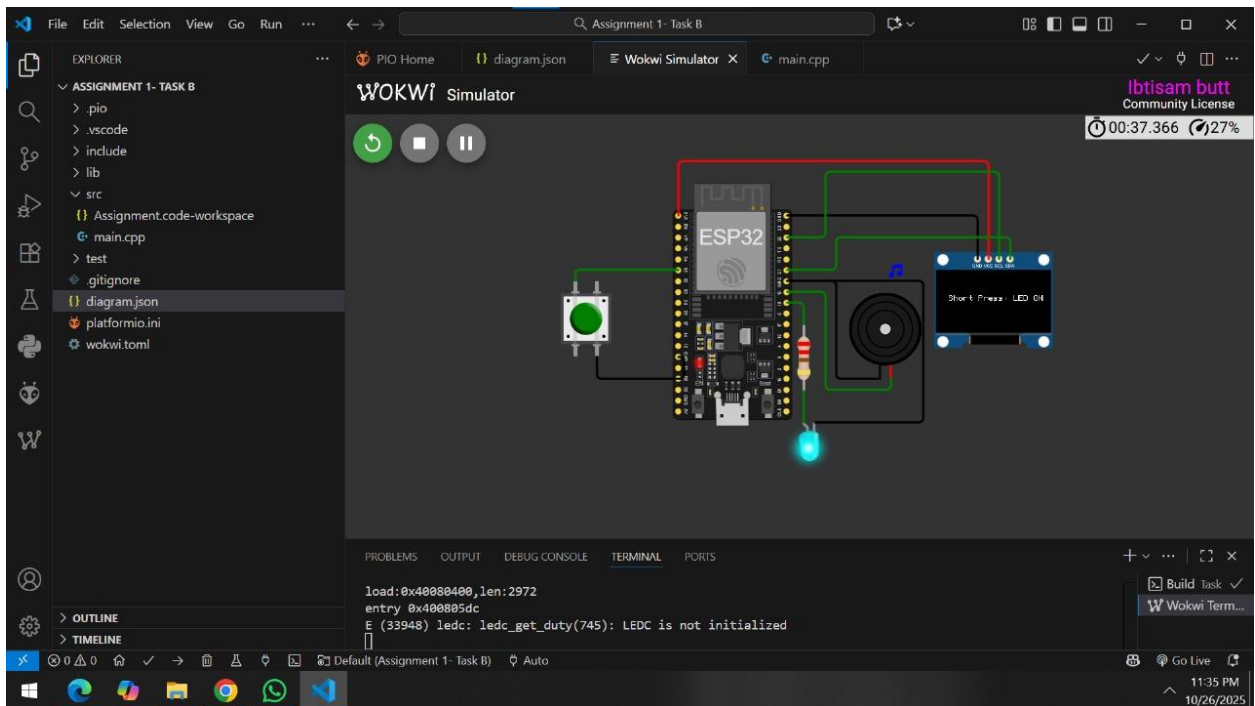 File Edit Selection View Go Run ··· Assignment 1- Task B
EXPLORER ···
ASSIGNMENT 1- TASK B
.pio
.vscode
include
lib
src
{} Assignment.code-workspace
main.cpp
test
.gitignore
{} diagram.json
platformio.ini
wokwi.toml
OUTLINE
TIMELINE
PIO Home {} diagram.json Wokwi Simulator main.cpp
WOKWi Simulator
Ibtisam butt
Community License
00:37.366 27%
ESP32
EN
GND VCC SCL SDA
Short Press: LED ON
PROBLEMS OUTPUT DEBUG CONSOLE TERMINAL PORTS
load:0x40080400,len:2972
entry 0x400805dc
E (33948) ledc: ledc_get_duty(745): LEDC is not initialized
Build Task
Wokwi Term...
0 0 Default (Assignment 1- Task B) Auto Go Live
11:35 PM
10/26/2025